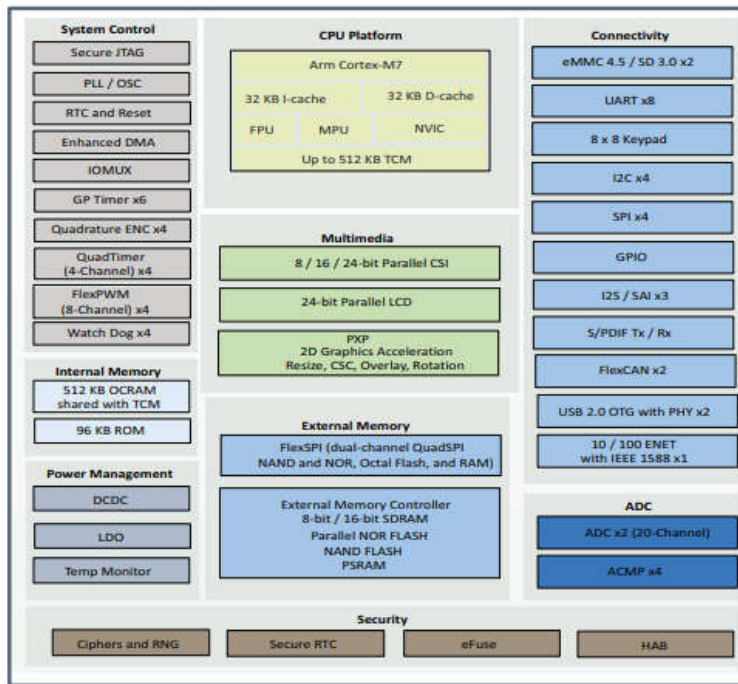 System Control
Secure JTAG
PLL / OSC
RTC and Reset
Enhanced DMA
IOMUX
GP Timer x6
Quadrature ENC x4
QuadTimer
(4-Channel) x4
FlexPWM
(8-Channel) x4
Watch Dog x4
Internal Memory
512 KB OCRAM
shared with TCM
96 KB ROM
Power Management
DCDC
LDO
Temp Monitor
CPU Platform
Arm Cortex-M7
32 KB I-cache
32 KB D-cache
FPU
MPU
NVIC
Up to 512 KB TCM
Multimedia
8 / 16 / 24-bit Parallel CSI
24-bit Parallel LCD
PXP
2D Graphics Acceleration
Resize, CSC, Overlay, Rotation
External Memory
FlexSPI (dual-channel QuadSPI
NAND and NOR, Octal Flash, and RAM)
External Memory Controller
8-bit / 16-bit SDRAM
Parallel NOR FLASH
NAND FLASH
PSRAM
Connectivity
eMMC 4.5 / SD 3.0 x2
UART x8
8 x 8 Keypad
I2C x4
SPI x4
GPIO
I2S / SAI x3
S/PDIF Tx / Rx
FlexCAN x2
USB 2.0 OTG with PHY x2
10 / 100 ENET
with IEEE 1588 x1
ADC
ADC x2 (20-Channel)
ACMP x4
Security
Ciphers and RNG
Secure RTC
eFuse
HAB